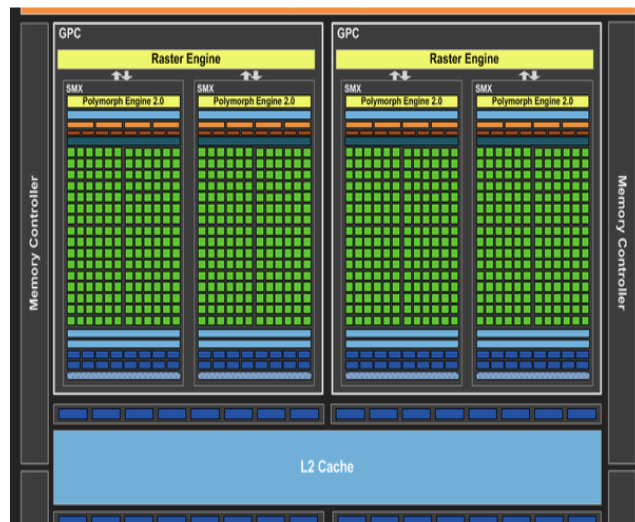 GPC
GPC
Raster Engine
Raster Engine
SMX
SMX
SMX
SMX
Polymorph Engine 2.0
Polymorph Engine 2.0
Polymorph Engine 2.0
Polymorph Engine 2.0
Memory Controller
Memory Controller
L2 Cache